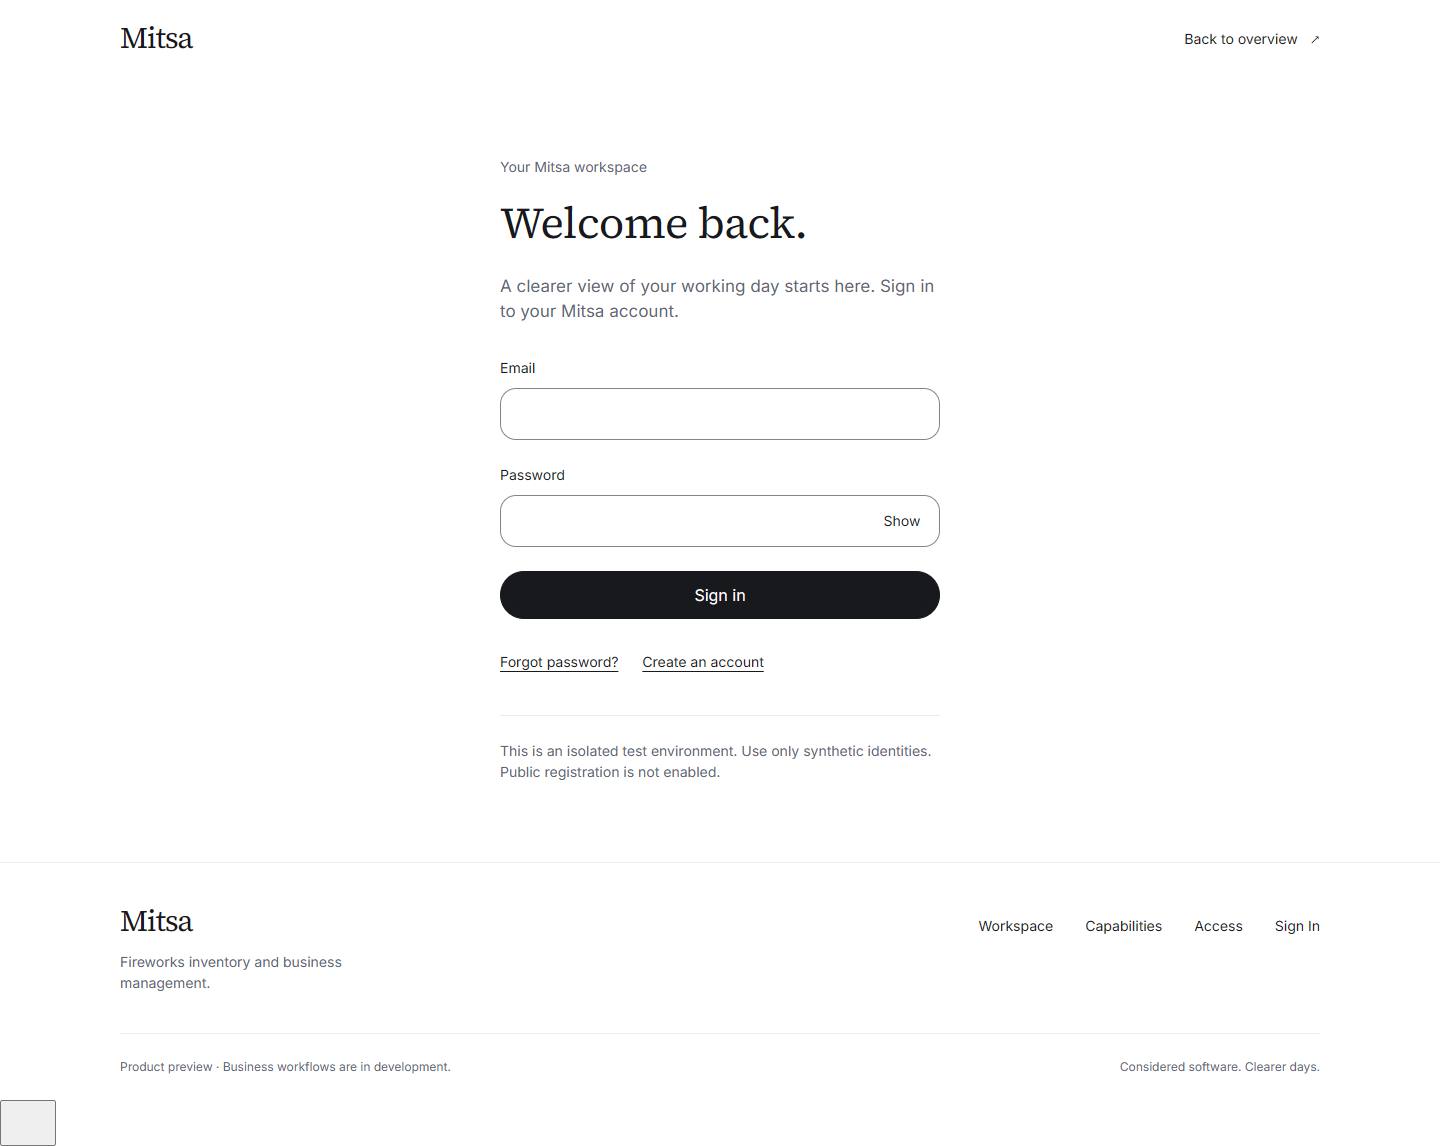 Mitsa
Back to overview ↗
Your Mitsa workspace
Welcome back.
A clearer view of your working day starts here. Sign in
to your Mitsa account.
Email
Password
Show
Sign in
Forgot password? Create an account
This is an isolated test environment. Use only synthetic identities.
Public registration is not enabled.
Mitsa
Workspace Capabilities Access Sign In
Fireworks inventory and business
management.
Product preview · Business workflows are in development.
Considered software. Clearer days.